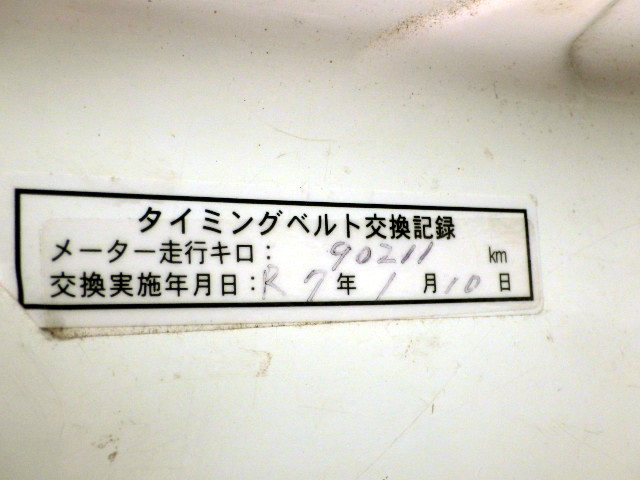 タイミングベルト交換記録
メーター走行キロ： 90211 km
交換実施年月日：R 7 年 1 月 10 日